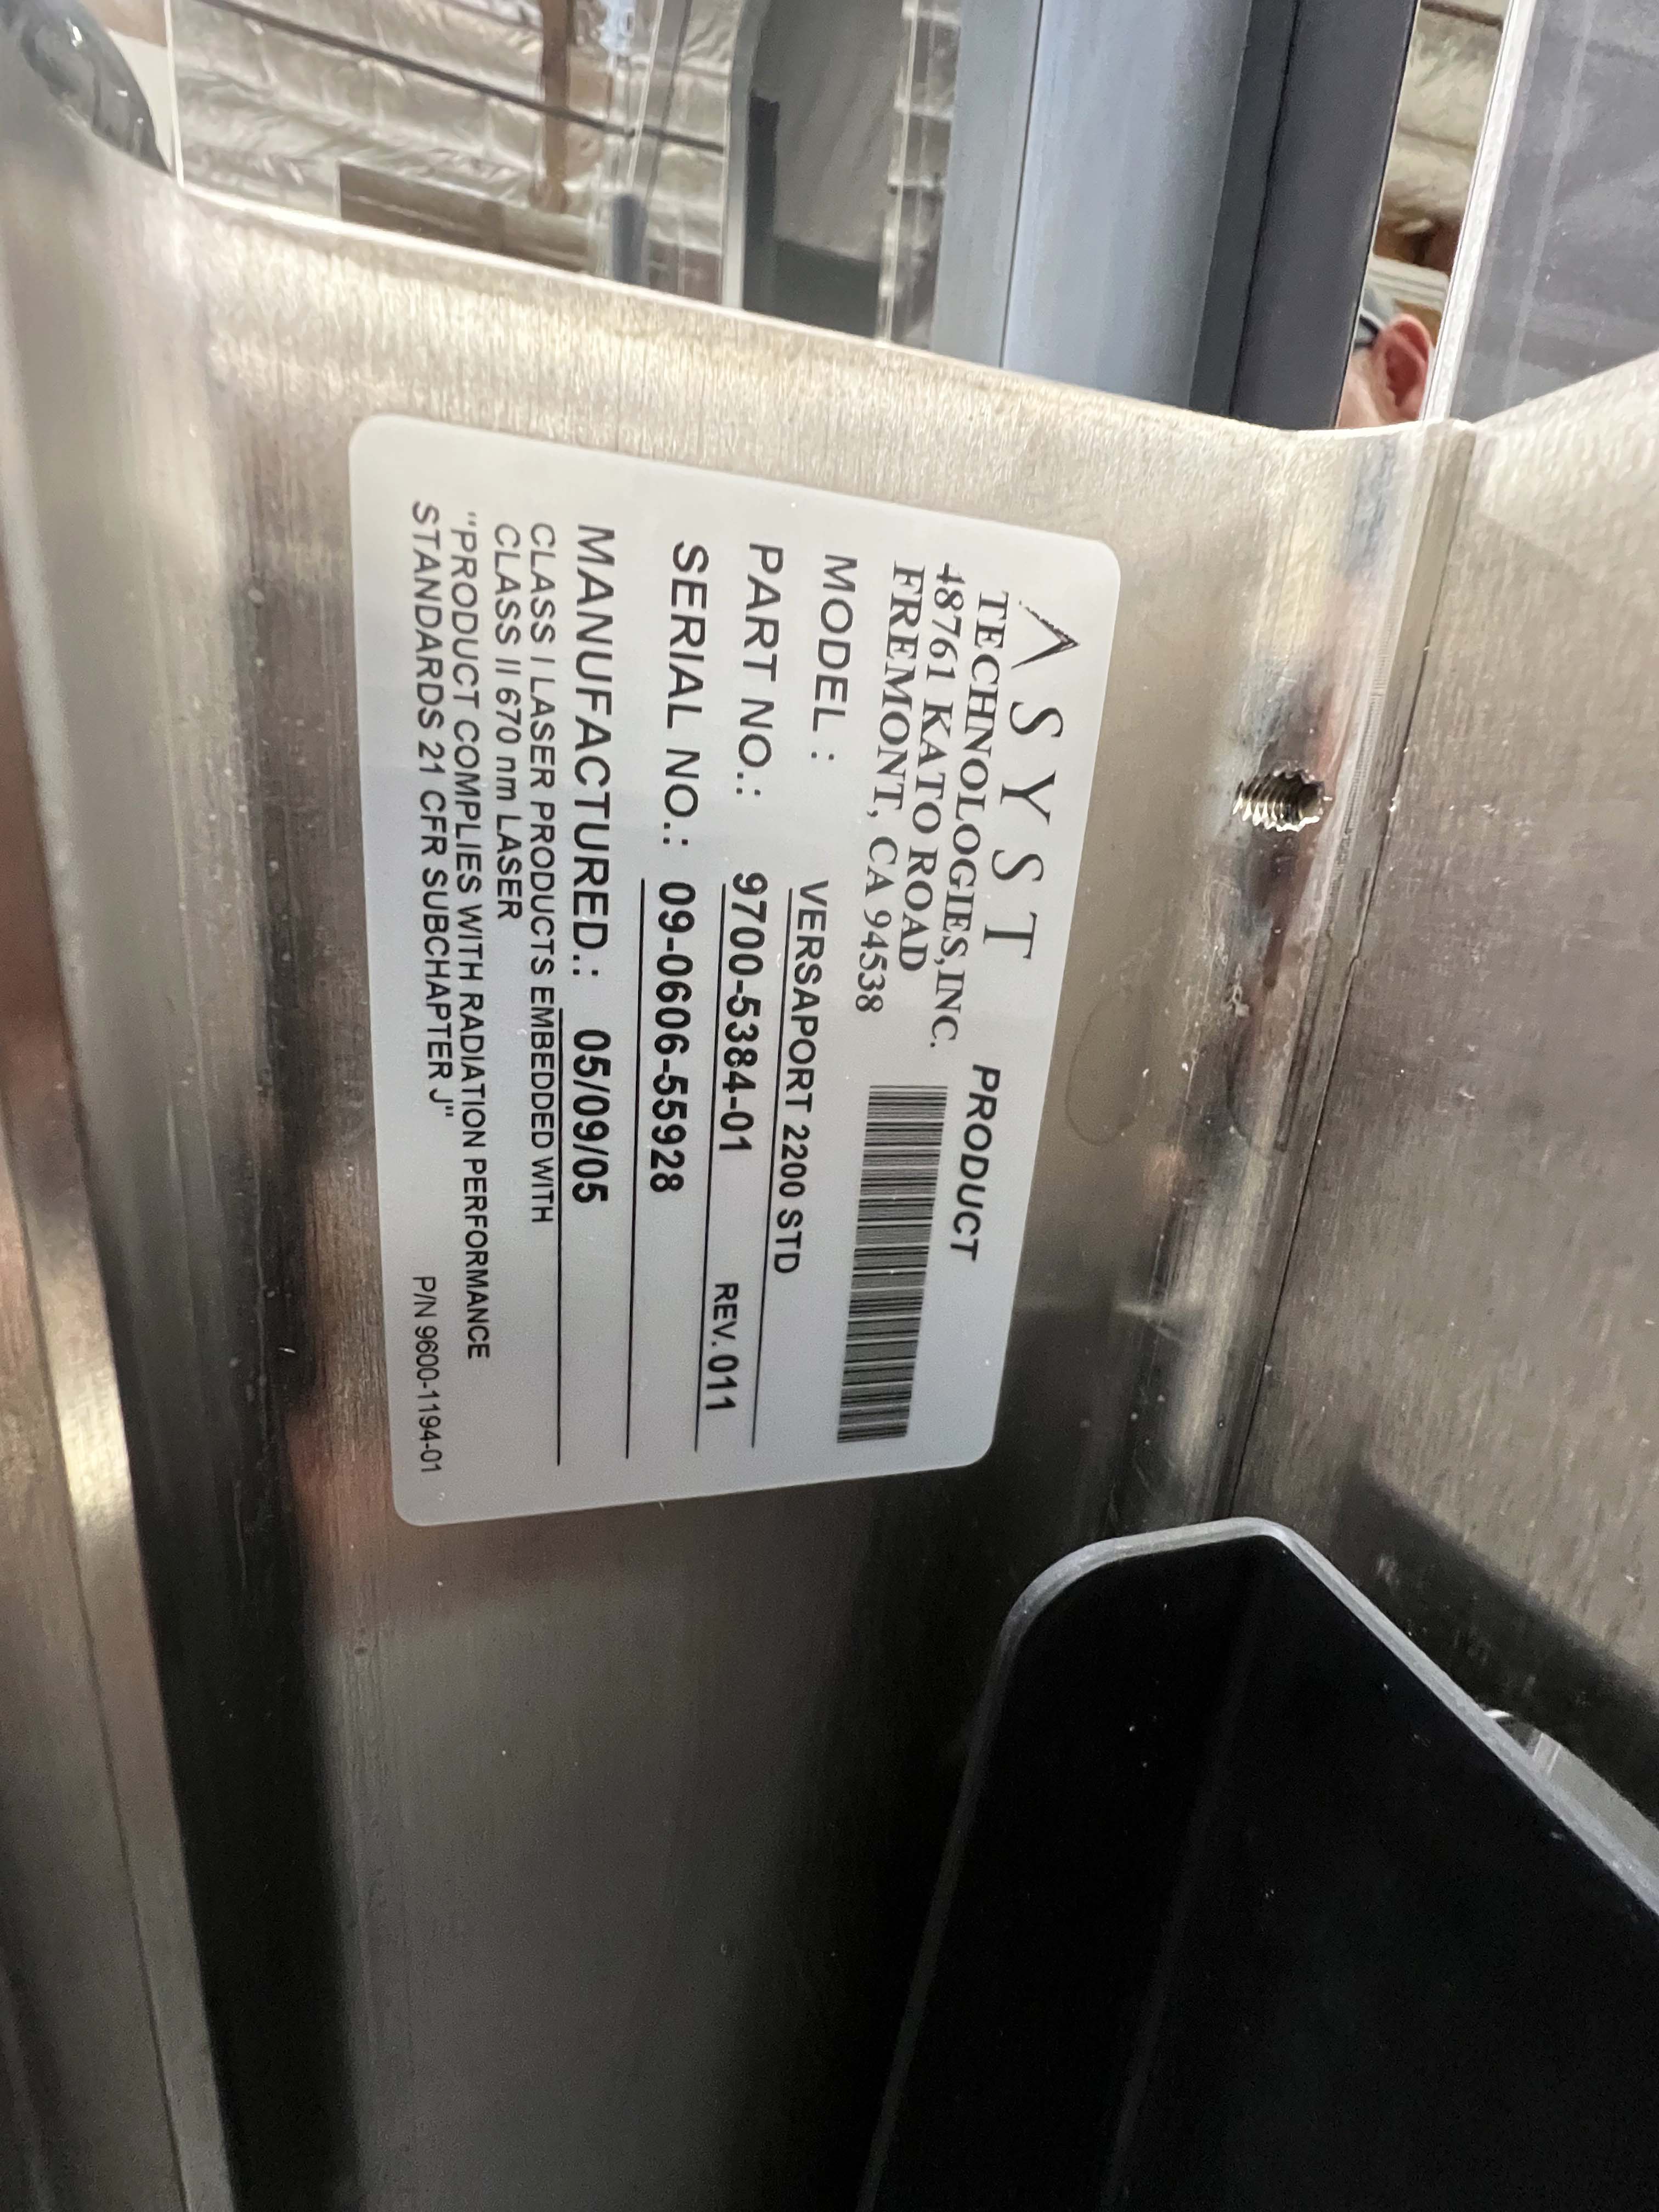 ASYST
TECHNOLOGIES,INC.
48761 KATO ROAD
FREMONT, CA 94538
PRODUCT
MODEL : VERSAPORT 2200 STD
PART NO.: 9700-5384-01 REV. 011
SERIAL NO.: 09-0606-55928
MANUFACTURED.: 05/09/05
CLASS I LASER PRODUCTS EMBEDDED WITH
CLASS II 670 nm LASER
"PRODUCT COMPLIES WITH RADIATION PERFORMANCE
STANDARDS 21 CFR SUBCHAPTER J"
P/N 9600-1194-01